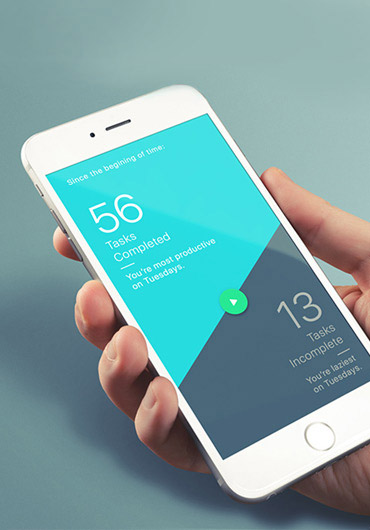 Since the begining of time:
56
Tasks
Completed
You're most productive
on Tuesdays.
13
Tasks
Incomplete
You're laziest
on Tuesdays.